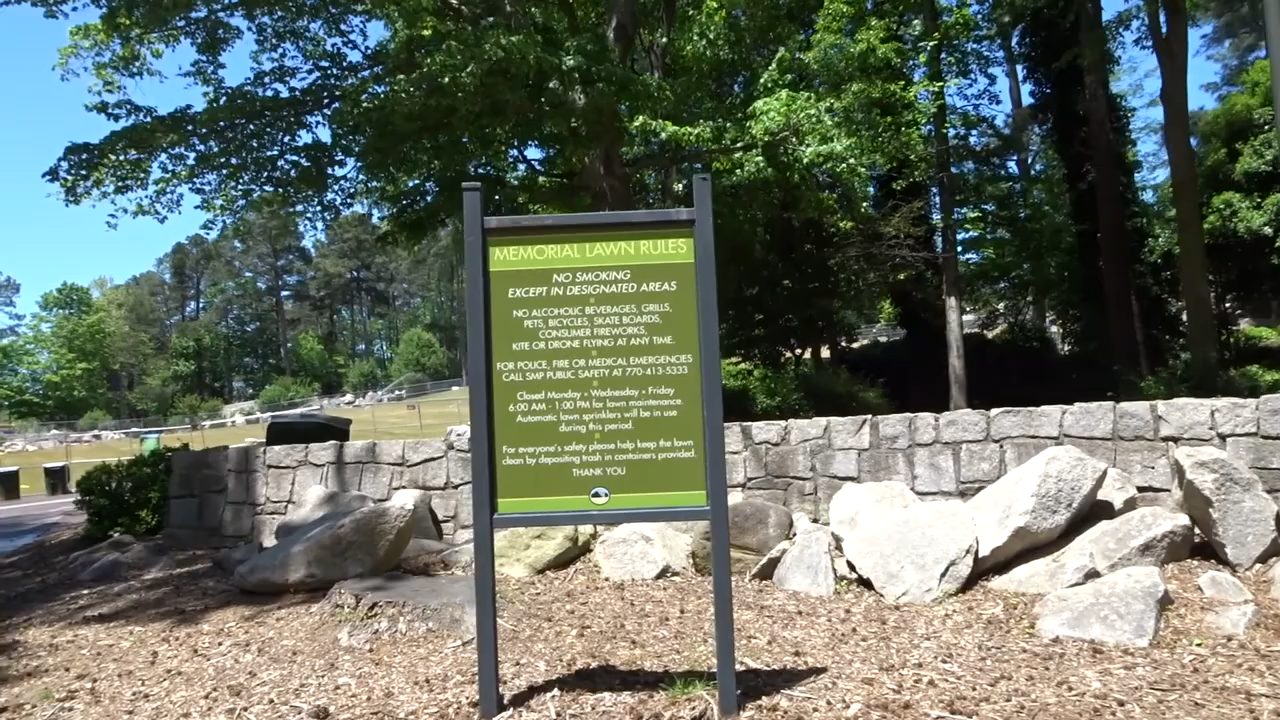 MEMORIAL LAWN RULES
NO SMOKING
EXCEPT IN DESIGNATED AREAS
NO ALCOHOLIC BEVERAGES, GRILLS,
PETS, BICYCLES, SKATE BOARDS,
CONSUMER FIREWORKS,
KITE OR DRONE FLYING AT ANY TIME.
FOR POLICE, FIRE OR MEDICAL EMERGENCIES
CALL SMP PUBLIC SAFETY AT 770-413-5333
Closed Monday • Wednesday • Friday
6:00 AM - 1:00 PM for lawn maintenance.
Automatic lawn sprinklers will be in use
during this period.
For everyone's safety please help keep the lawn
clean by depositing trash in containers provided.
THANK YOU